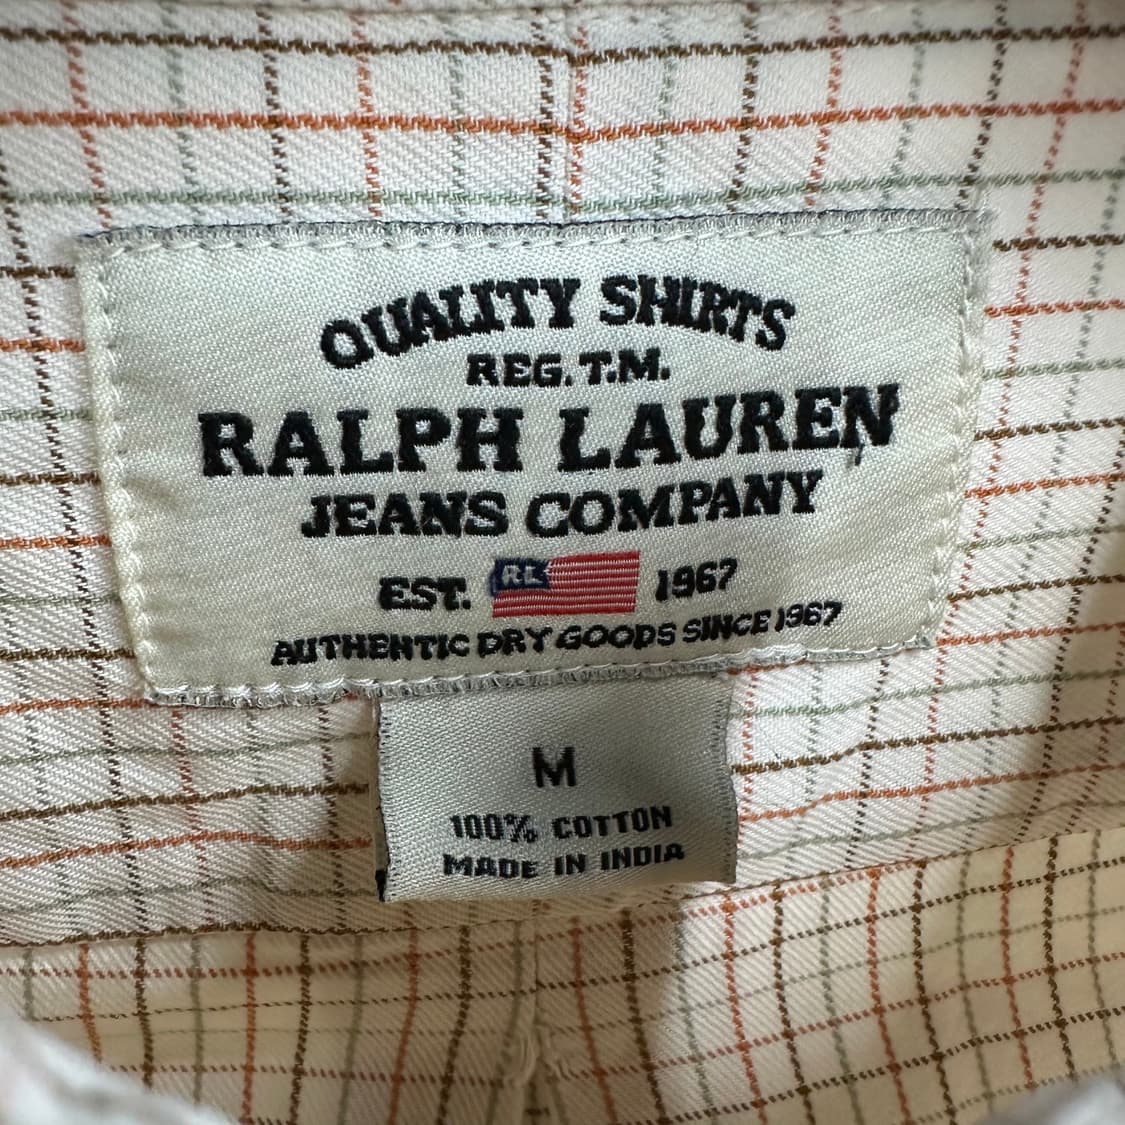 QUALITY SHIRTS
REG. T.M.
RALPH LAUREN
JEANS COMPANY
EST. RL 1967
AUTHENTIC DRY GOODS SINCE 1967
M
100% COTTON
MADE IN INDIA